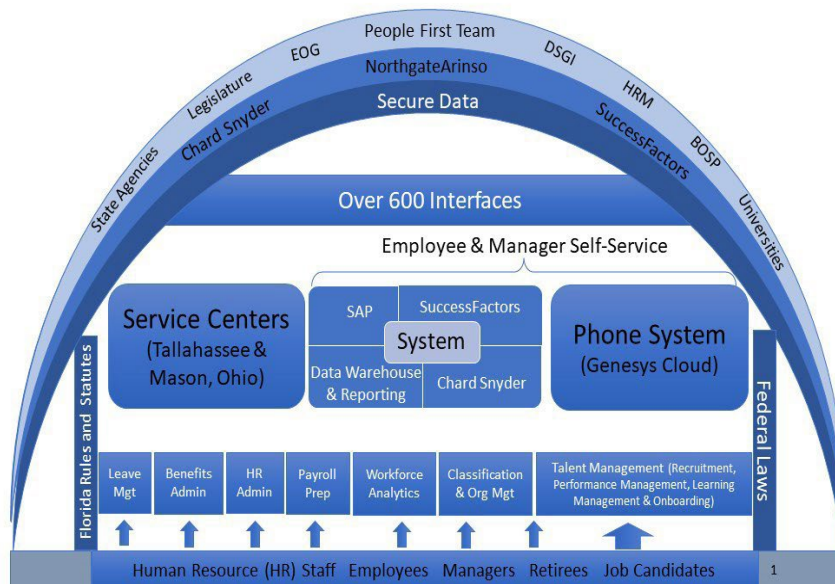 People First Team
EOG
DSGI
Legislature
HRM
State Agencies
BOSP
Universities
NorthgateArinso
Chard Snyder
SuccessFactors
Secure Data
Over 600 Interfaces
Employee & Manager Self-Service
Service Centers
(Tallahassee &
Mason, Ohio)
SAP
SuccessFactors
System
Data Warehouse
& Reporting
Chard Snyder
Phone System
(Genesys Cloud)
Florida Rules and Statutes
Federal Laws
Leave
Mgt
Benefits
Admin
HR
Admin
Payroll
Prep
Workforce
Analytics
Classification
& Org Mgt
Talent Management (Recruitment,
Performance Management, Learning
Management & Onboarding)
Human Resource (HR) Staff Employees Managers Retirees Job Candidates
1